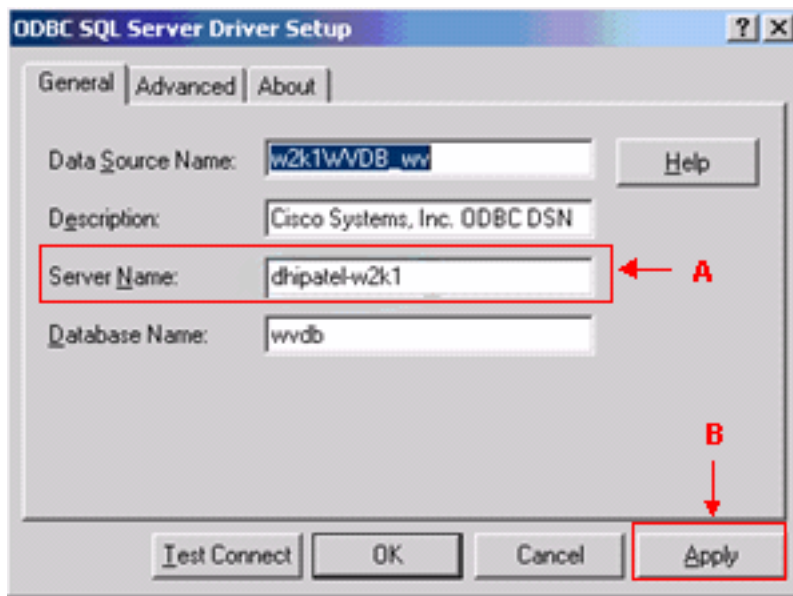 ODBC SQL Server Driver Setup
General Advanced About
Data Source Name: w2k1WVDB_wv Help
Description: Cisco Systems, Inc. ODBC DSN
Server Name: dhipatel-w2k1 A
Database Name: wvdb
B
Test Connect OK Cancel Apply